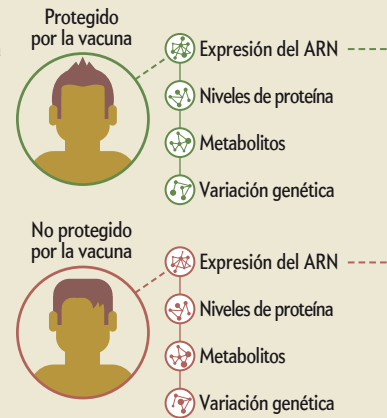 Protegido
por la vacuna
Expresión del ARN
Niveles de proteína
Metabolitos
Variación genética
No protegido
por la vacuna
Expresión del ARN
Niveles de proteína
Metabolitos
Variación genética